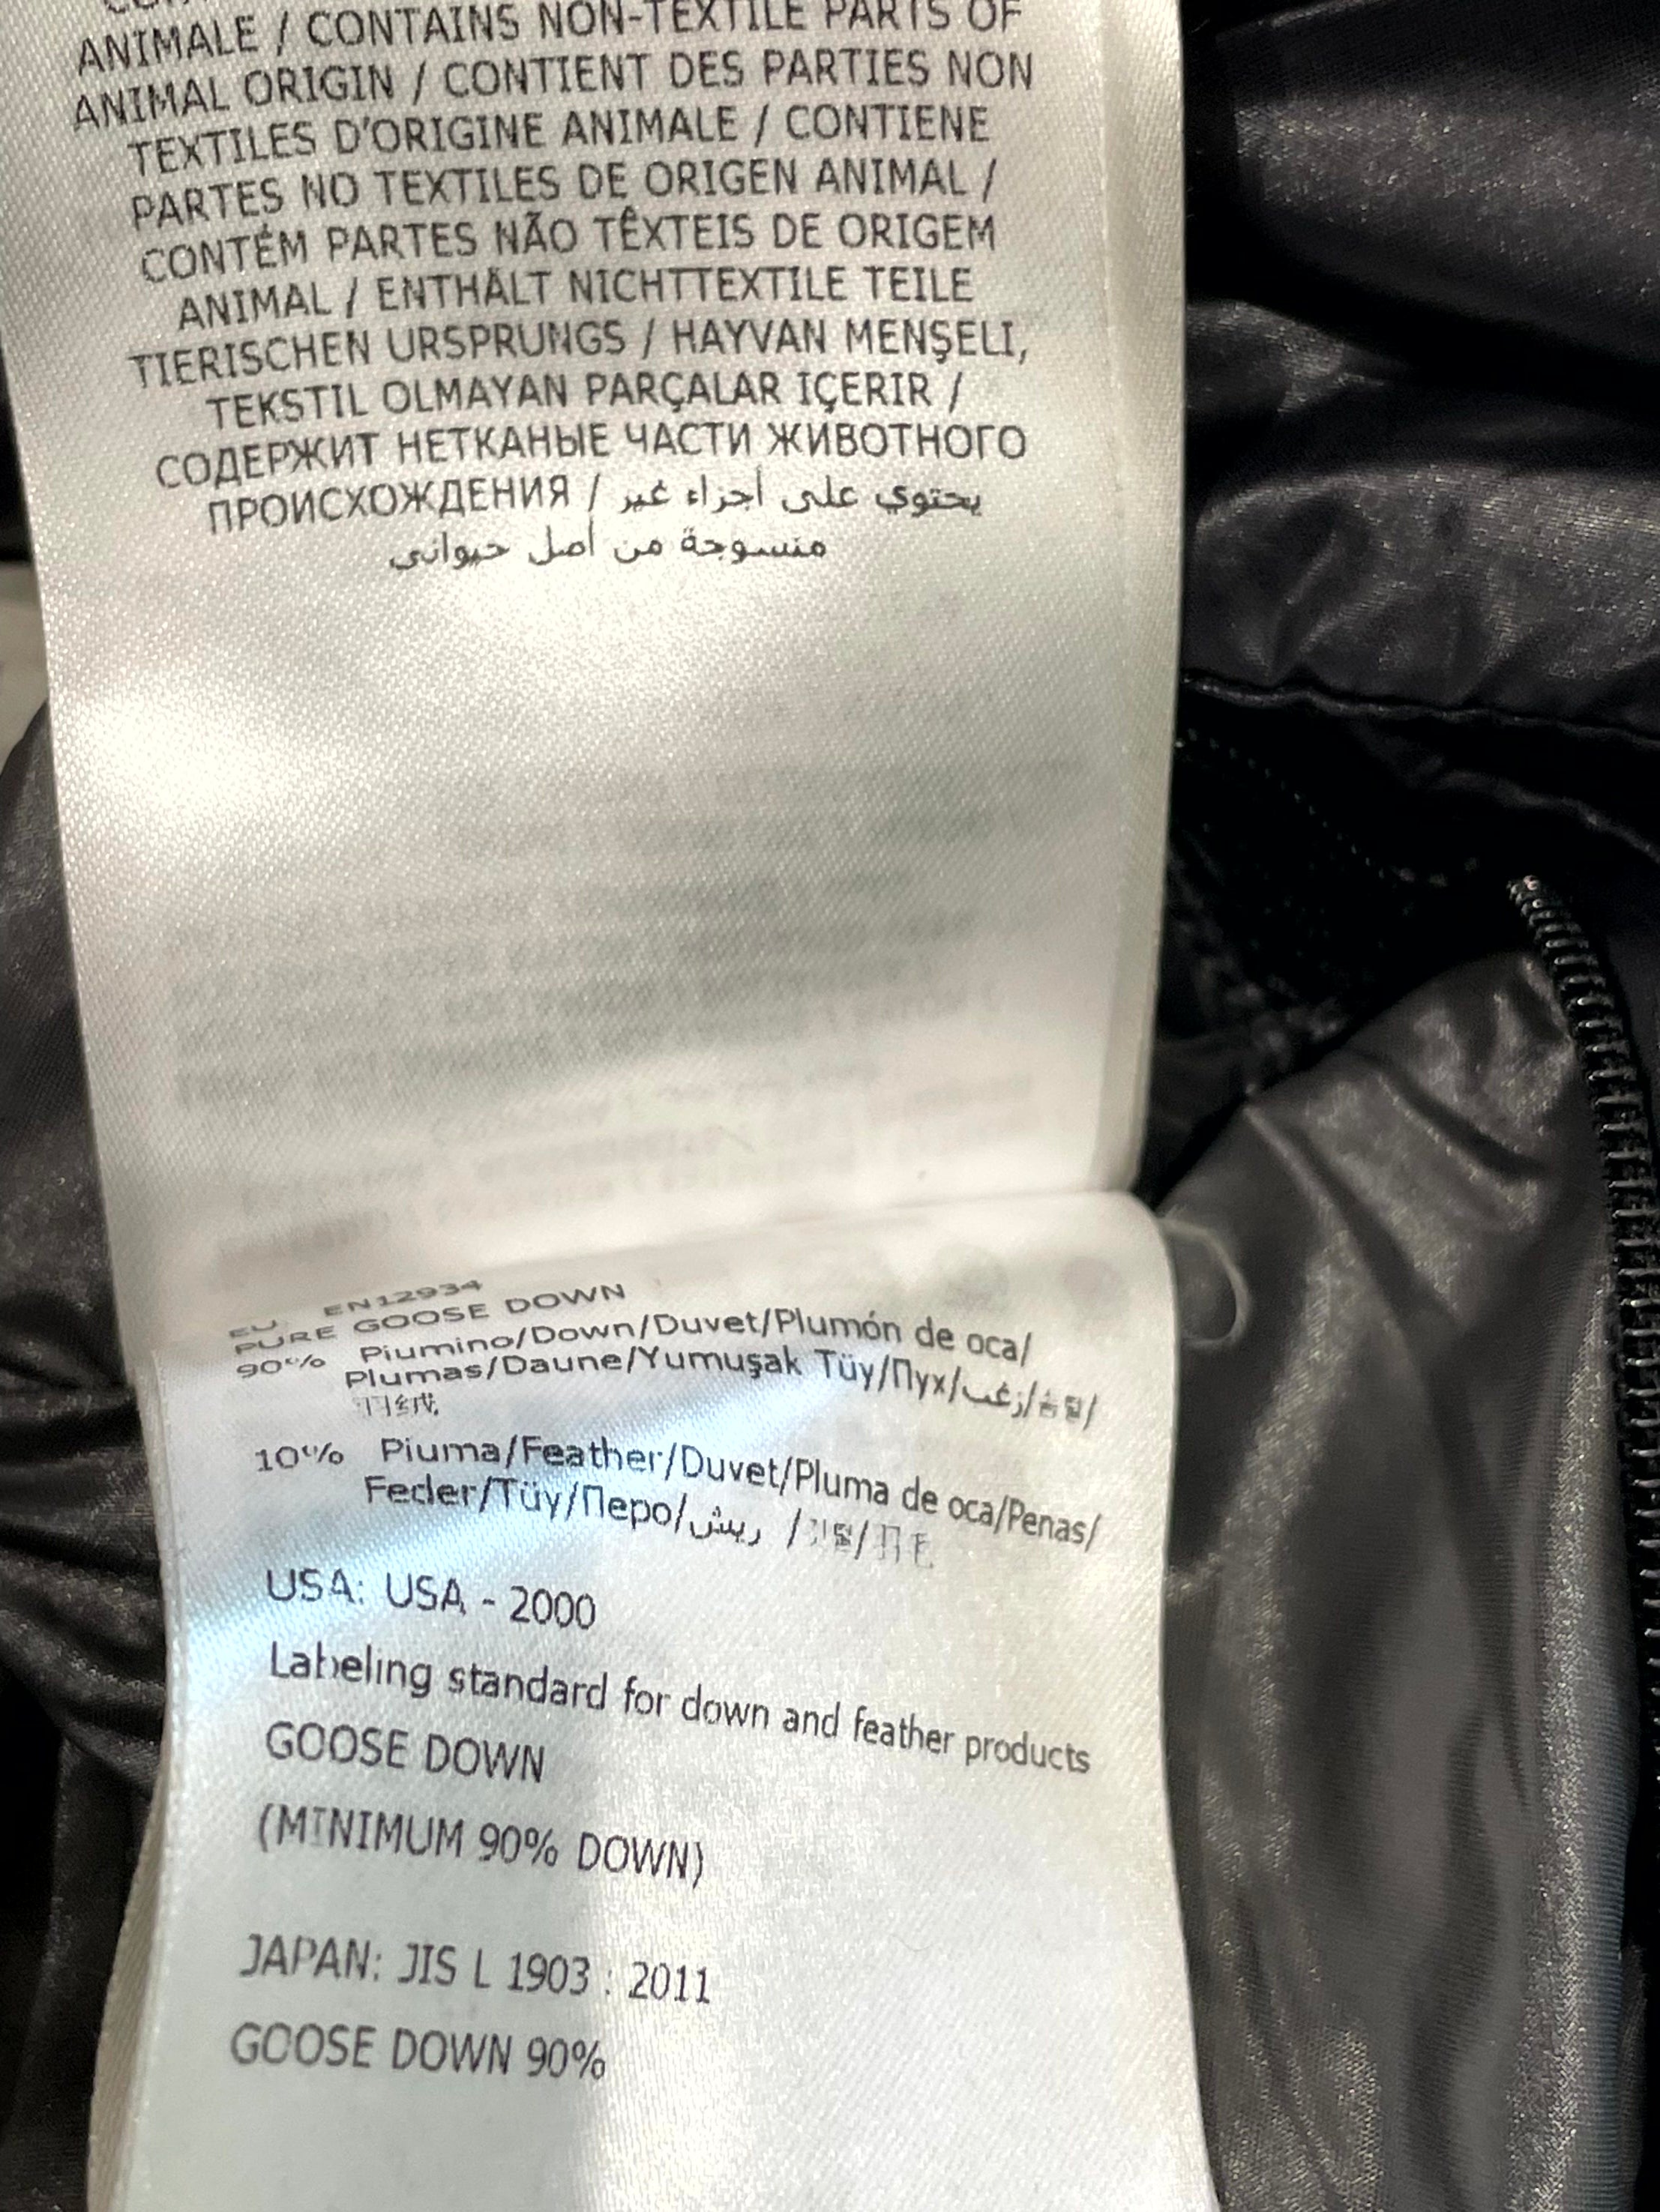 ANIMALE / CONTAINS NON-TEXTILE PARTS OF
ANIMAL ORIGIN / CONTIENT DES PARTIES NON
TEXTILES D'ORIGINE ANIMALE / CONTIENE
PARTES NO TEXTILES DE ORIGEN ANIMAL /
CONTÉM PARTES NÃO TÊXTEIS DE ORIGEM
ANIMAL / ENTHÄLT NICHTTEXTILE TEILE
TIERISCHEN URSPRUNGS / HAYVAN MENŞELI,
TEKSTIL OLMAYAN PARÇALAR IÇERIR /
СОДЕРЖИТ НЕТКАНЫЕ ЧАСТИ ЖИВОТНОГО
ПРОИСХОЖДЕНИЯ / يحتوي على أجزاء غير
منسوجة من أصل حيواني
EU: EN12934
PURE GOOSE DOWN
90% Piumino/Down/Duvet/Plumón de oca/
Plumas/Daune/Yumuşak Tüy/Пух/زغب/
羽绒
10% Piuma/Feather/Duvet/Pluma de oca/Penas/
Feder/Tüy/Перо/ريش /
USA: USA - 2000
Labeling standard for down and feather products
GOOSE DOWN
(MINIMUM 90% DOWN)
JAPAN: JIS L 1903 : 2011
GOOSE DOWN 90%